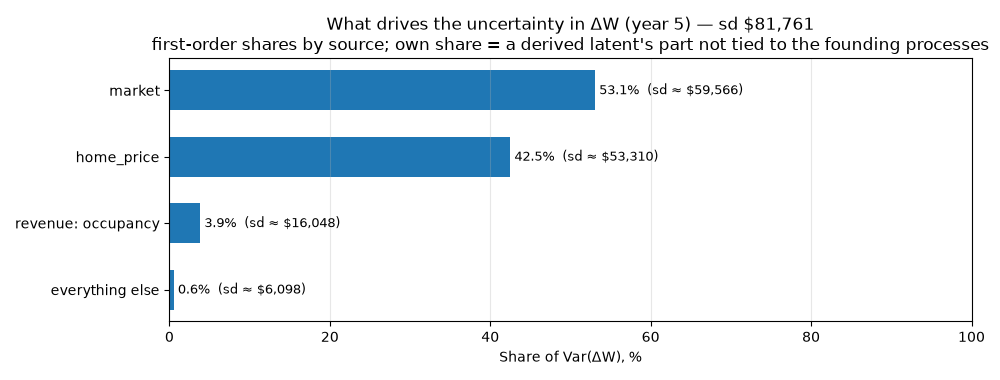 What drives the uncertainty in ΔW (year 5) — sd $81,761
first-order shares by source; own share = a derived latent's part not tied to the founding processes
market
53.1%  (sd ≈ $59,566)
home_price
42.5%  (sd ≈ $53,310)
revenue: occupancy
3.9%  (sd ≈ $16,048)
everything else
0.6%  (sd ≈ $6,098)
0
20
40
60
80
100
Share of Var(ΔW), %